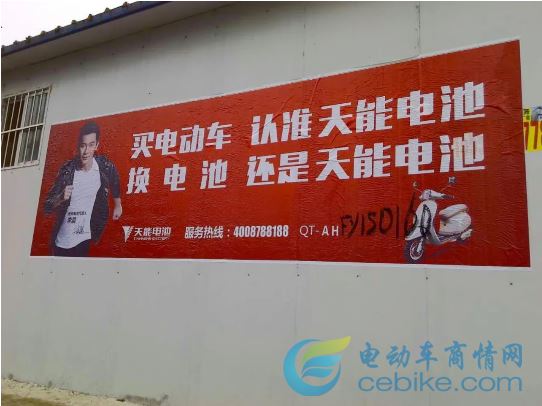 买电动车 认准天能电池
换电池 还是天能电池
天能电池 服务热线：4008788188 QT-AH FY150160
电动车商情网
cebike.com